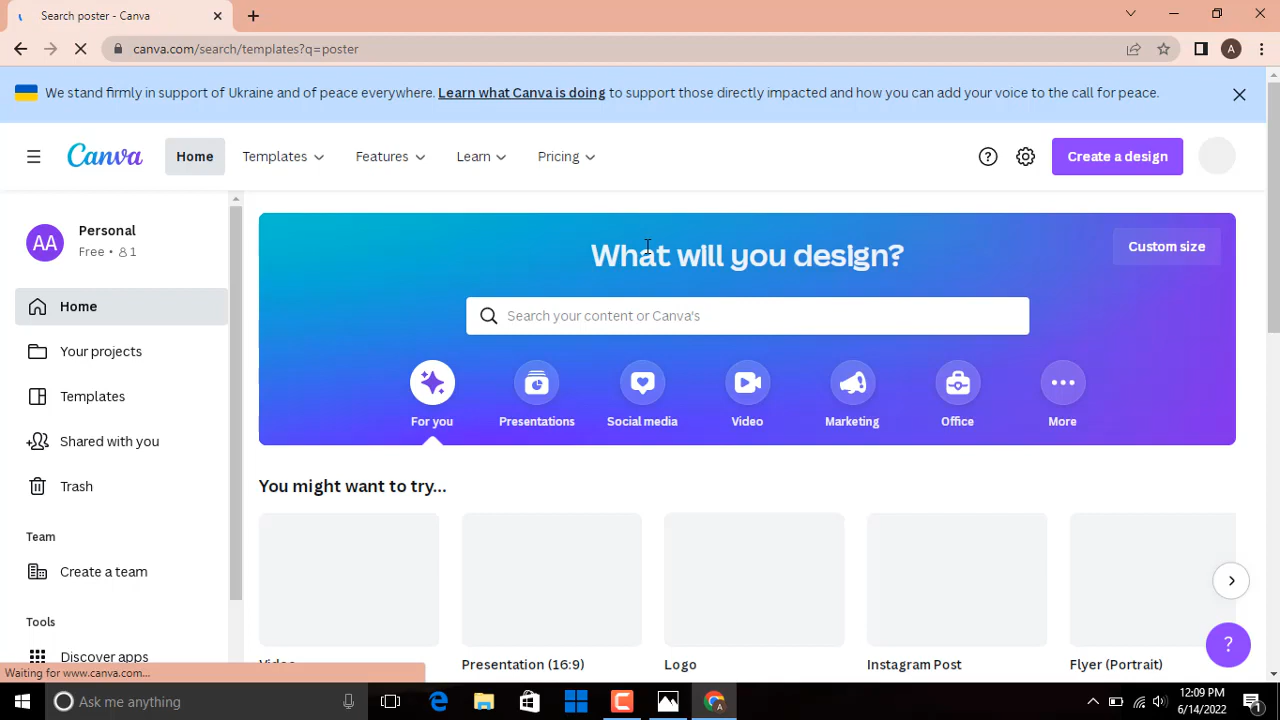 Search poster - Canva
canva.com/search/templates?q=poster
A
We stand firmly in support of Ukraine and of peace everywhere. Learn what Canva is doing to support those directly impacted and how you can add your voice to the call for peace.
Canva
Home
Templates
Features
Learn
Pricing
Create a design
AA
Personal
Free • 1
Home
Your projects
Templates
Shared with you
Trash
Team
Create a team
Tools
Discover apps
What will you design?
Custom size
Search your content or Canva's
For you
Presentations
Social media
Video
Marketing
Office
More
You might want to try...
Video
Presentation (16:9)
Logo
Instagram Post
Flyer (Portrait)
?
Waiting for www.canva.com...
Ask me anything
12:09 PM
6/14/2022
1